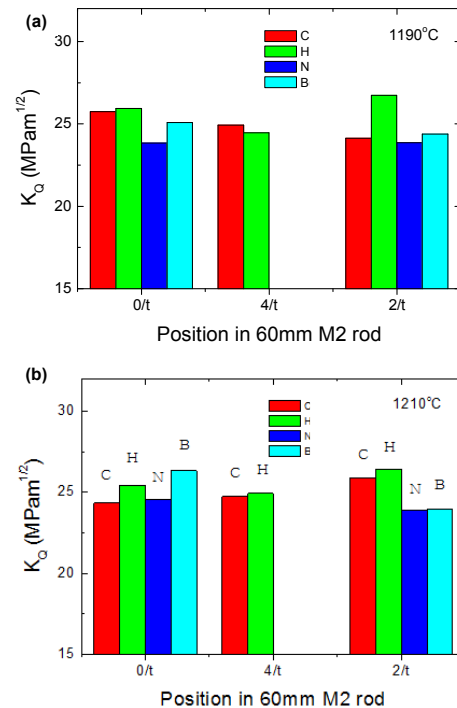 (a)
C
H
N
B
1190°C
30
25
20
15
K_Q (MPam^1/2)
0/t 4/t 2/t
Position in 60mm M2 rod
(b)
C
H
N
B
1210°C
C H N B
C H
C H N B
30
25
20
15
K_Q (MPam^1/2)
0/t 4/t 2/t
Position in 60mm M2 rod